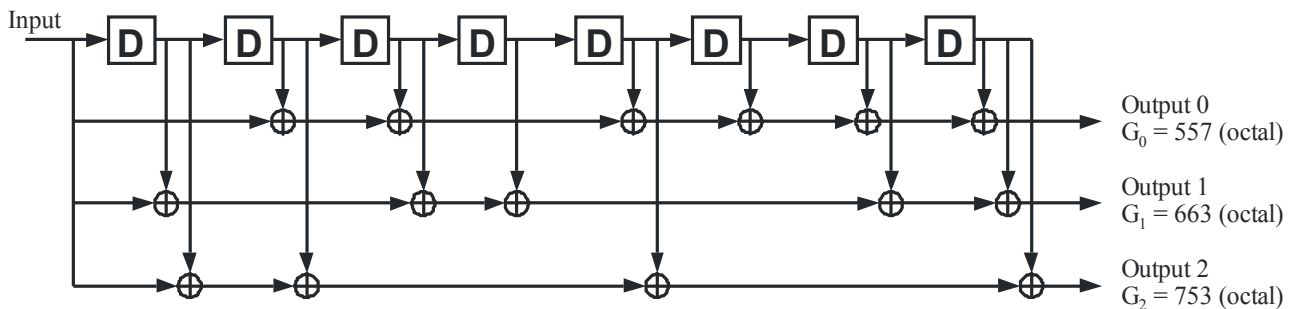 Input
D D D D D D D D
Output 0
G₀ = 557 (octal)
Output 1
G₁ = 663 (octal)
Output 2
G₂ = 753 (octal)